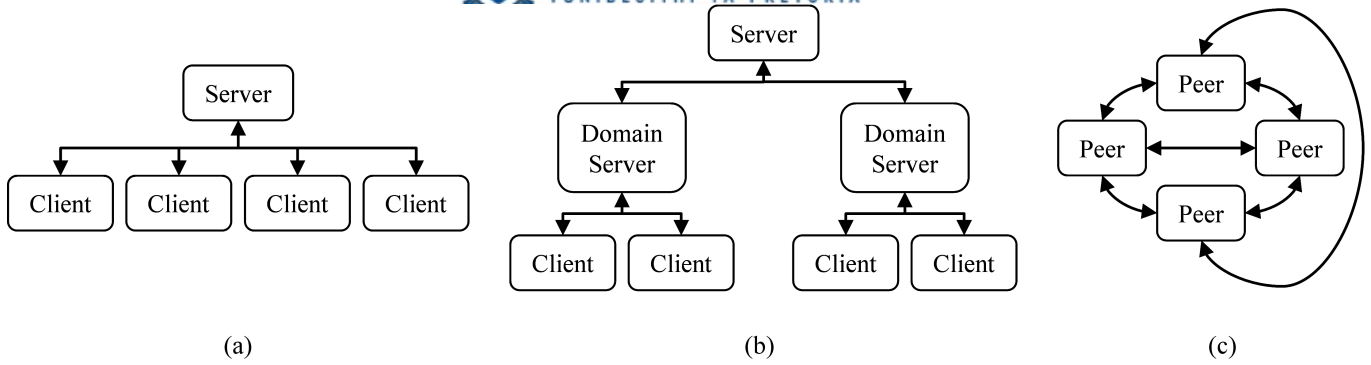 Server
Client
Client
Client
Client
(a)
Server
Domain
Server
Domain
Server
Client
Client
Client
Client
(b)
Peer
Peer
Peer
Peer
(c)